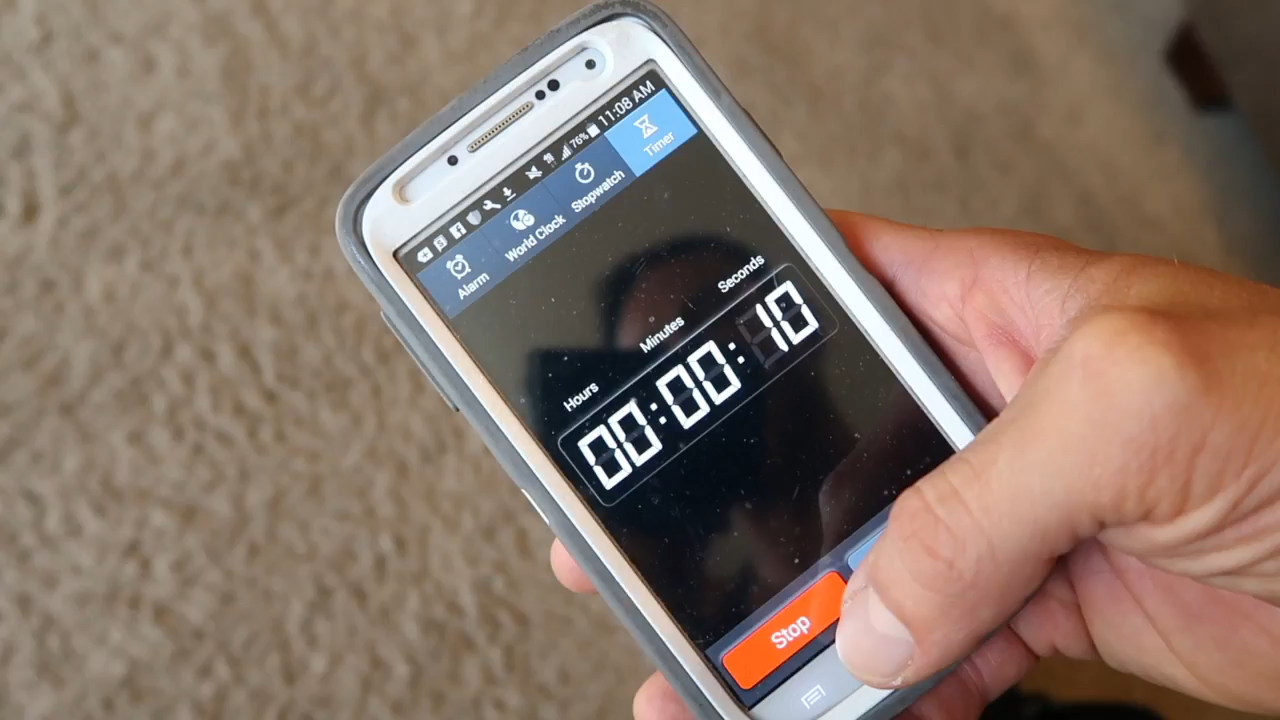 76% 11:08 AM
Alarm World Clock Stopwatch Timer
Hours Minutes Seconds
00:00:10
Stop